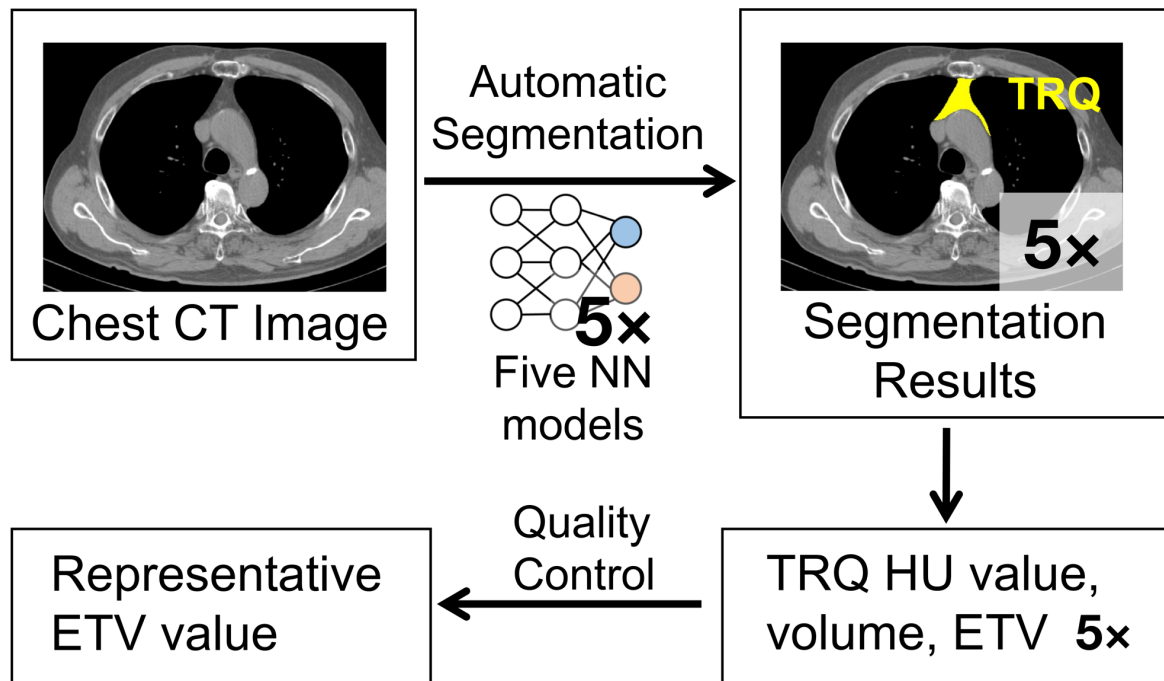 Chest CT Image
Automatic
Segmentation
5×
Five NN
models
TRQ
5×
Segmentation
Results
TRQ HU value,
volume, ETV 5×
Quality
Control
Representative
ETV value